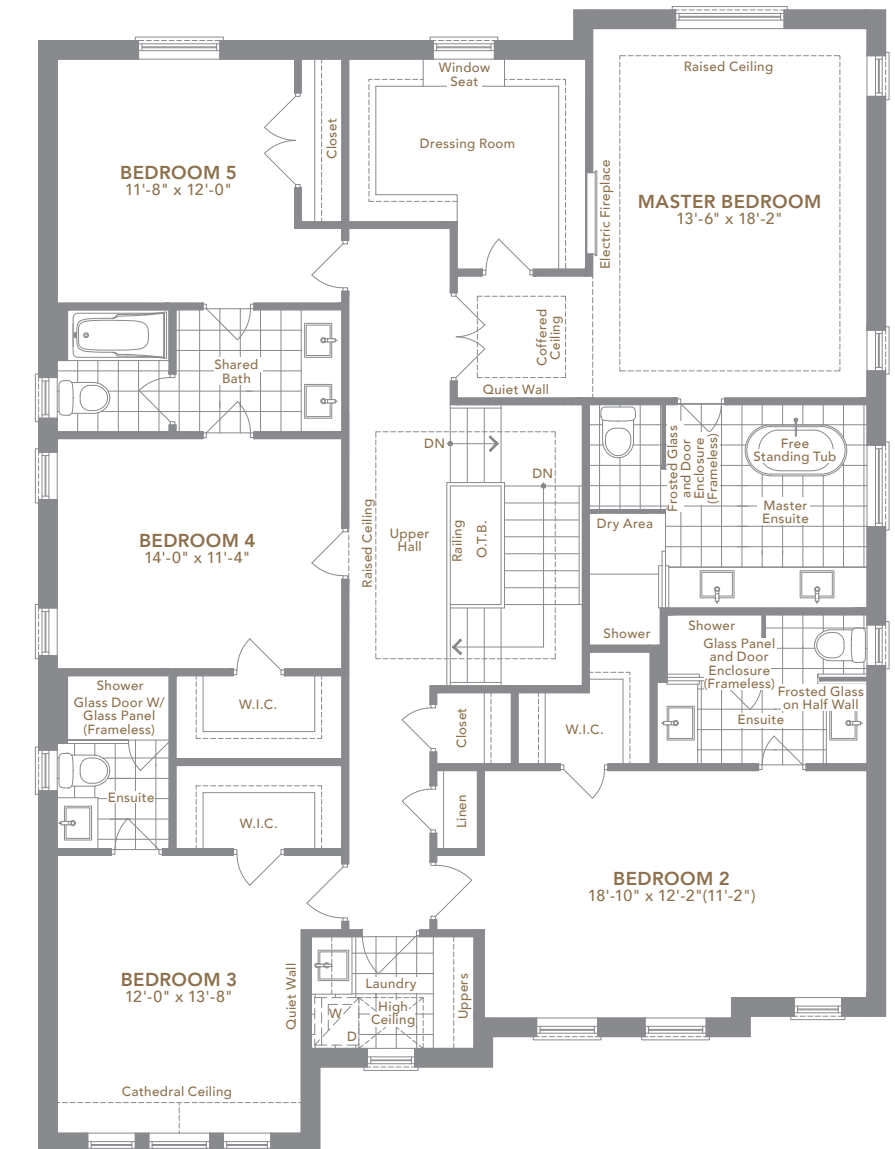 Window
Seat
Raised Ceiling
Closet
Dressing Room
BEDROOM 5
11'-8" x 12'-0"
Electric Fireplace
MASTER BEDROOM
13'-6" x 18'-2"
Coffered
Ceiling
Shared
Bath
Quiet Wall
DN
DN
Frosted Glass
and Door
Enclosure
(Frameless)
Free
Standing Tub
Master
Ensuite
Raised Ceiling
Upper
Hall
Railing
O.T.B.
Dry Area
BEDROOM 4
14'-0" x 11'-4"
Shower
Shower
Glass Panel
and Door
Enclosure
(Frameless)
Frosted Glass
on Half Wall
Ensuite
Shower
Glass Door W/
Glass Panel
(Frameless)
W.I.C.
Closet
W.I.C.
Ensuite
W.I.C.
Linen
BEDROOM 2
18'-10" x 12'-2"(11'-2")
BEDROOM 3
12'-0" x 13'-8"
Quiet Wall
Laundry
High
Ceiling
Uppers
W
D
Cathedral Ceiling